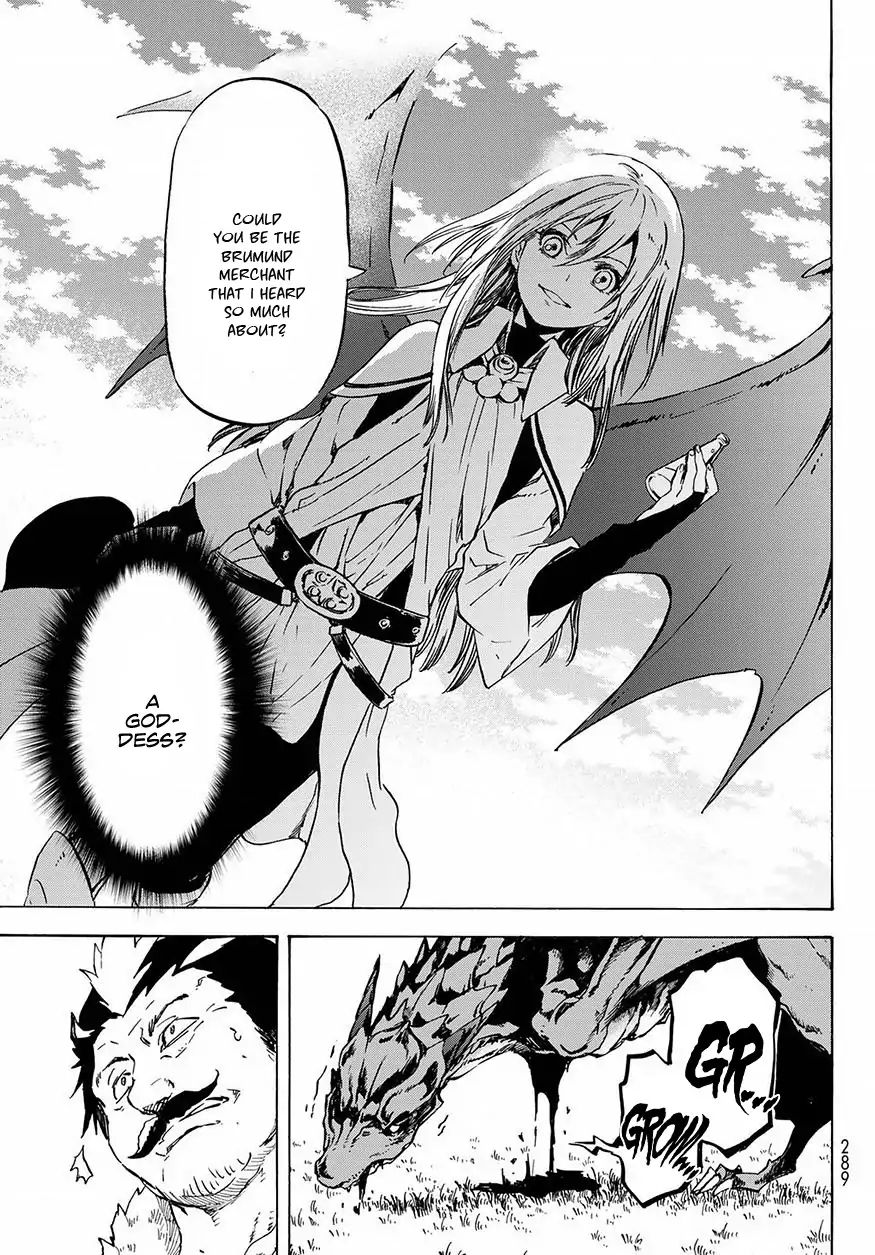 COULD
YOU BE THE
BRUMUND
MERCHANT
THAT I HEARD
SO MUCH
ABOUT?
A
GOD-
DESS?
GR...
GROW...
289